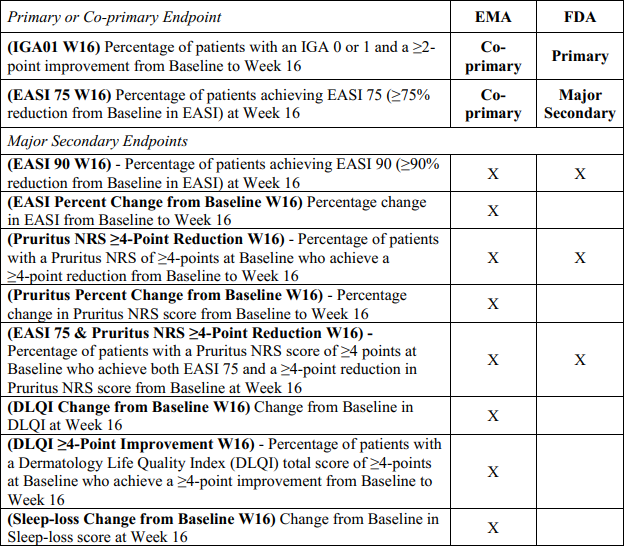 Primary or Co-primary Endpoint EMA FDA
(IGA01 W16) Percentage of patients with an IGA 0 or 1 and a ≥2-
point improvement from Baseline to Week 16
Co-
primary
Primary
(EASI 75 W16) Percentage of patients achieving EASI 75 (≥75%
reduction from Baseline in EASI) at Week 16
Co-
primary
Major
Secondary
Major Secondary Endpoints
(EASI 90 W16) - Percentage of patients achieving EASI 90 (≥90%
reduction from Baseline in EASI) at Week 16
X X
(EASI Percent Change from Baseline W16) Percentage change
in EASI from Baseline to Week 16
X
(Pruritus NRS ≥4-Point Reduction W16) - Percentage of patients
with a Pruritus NRS of ≥4-points at Baseline who achieve a
≥4-point reduction from Baseline to Week 16
X X
(Pruritus Percent Change from Baseline W16) - Percentage
change in Pruritus NRS score from Baseline to Week 16
X
(EASI 75 & Pruritus NRS ≥4-Point Reduction W16) -
Percentage of patients with a Pruritus NRS score of ≥4 points at
Baseline who achieve both EASI 75 and a ≥4-point reduction in
Pruritus NRS score from Baseline at Week 16
X X
(DLQI Change from Baseline W16) Change from Baseline in
DLQI at Week 16
X
(DLQI ≥4-Point Improvement W16) - Percentage of patients with
a Dermatology Life Quality Index (DLQI) total score of ≥4-points
at Baseline who achieve a ≥4-point improvement from Baseline to
Week 16
X
(Sleep-loss Change from Baseline W16) Change from Baseline in
Sleep-loss score at Week 16
X